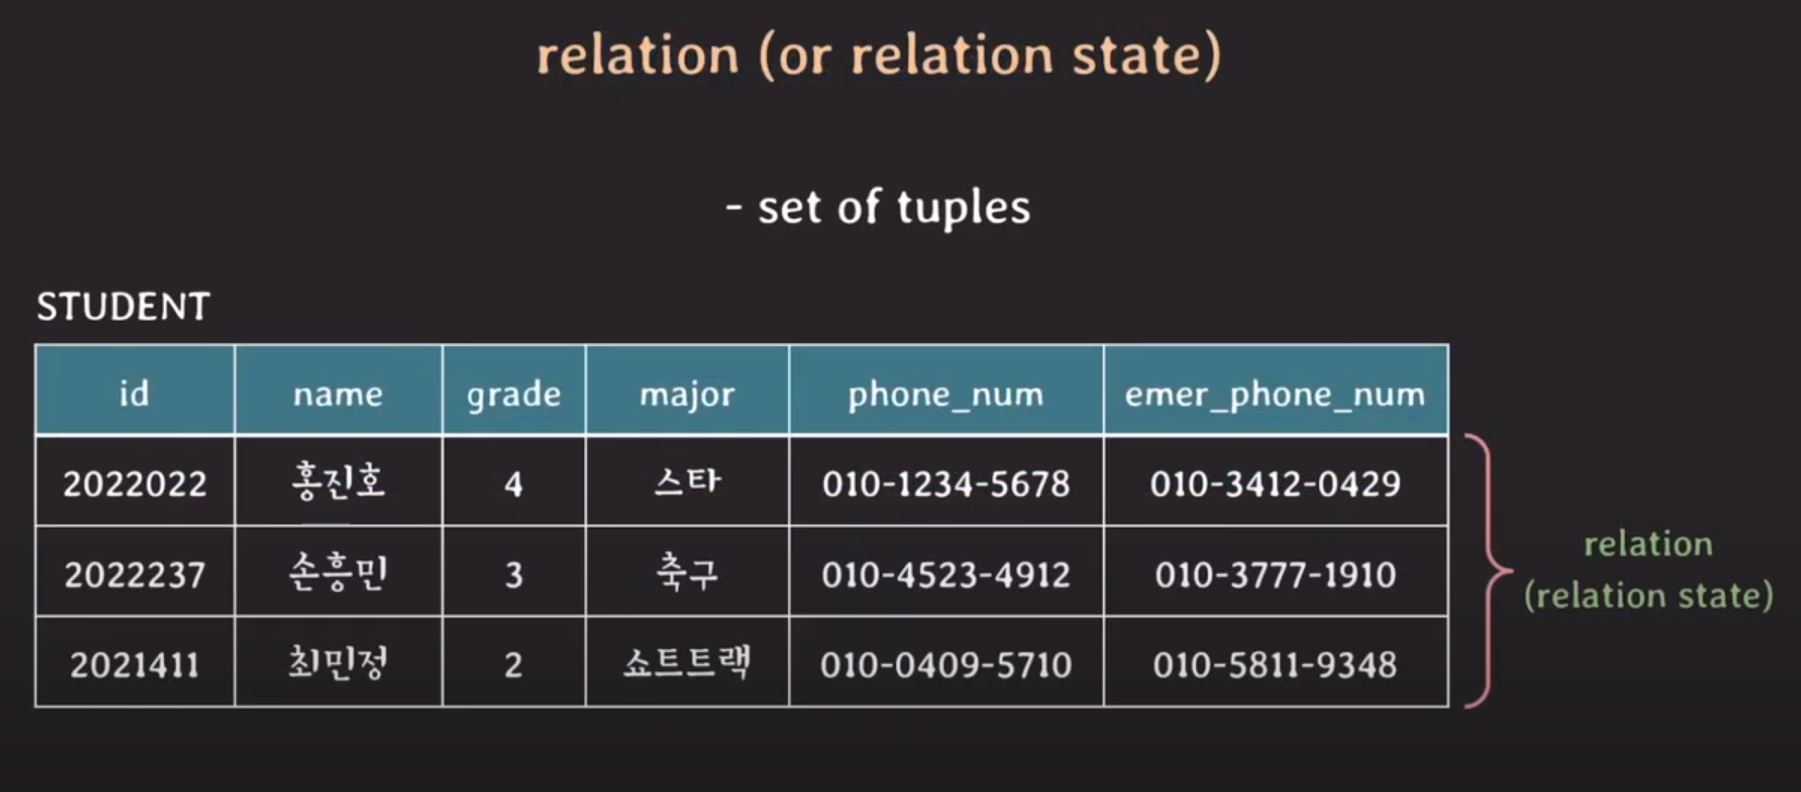 relation (or relation state)
- set of tuples
STUDENT
id name grade major phone_num emer_phone_num
2022022 홍진호 4 스타 010-1234-5678 010-3412-0429
2022237 손흥민 3 축구 010-4523-4912 010-3777-1910
2021411 최민정 2 쇼트트랙 010-0409-5710 010-5811-9348
relation
(relation state)